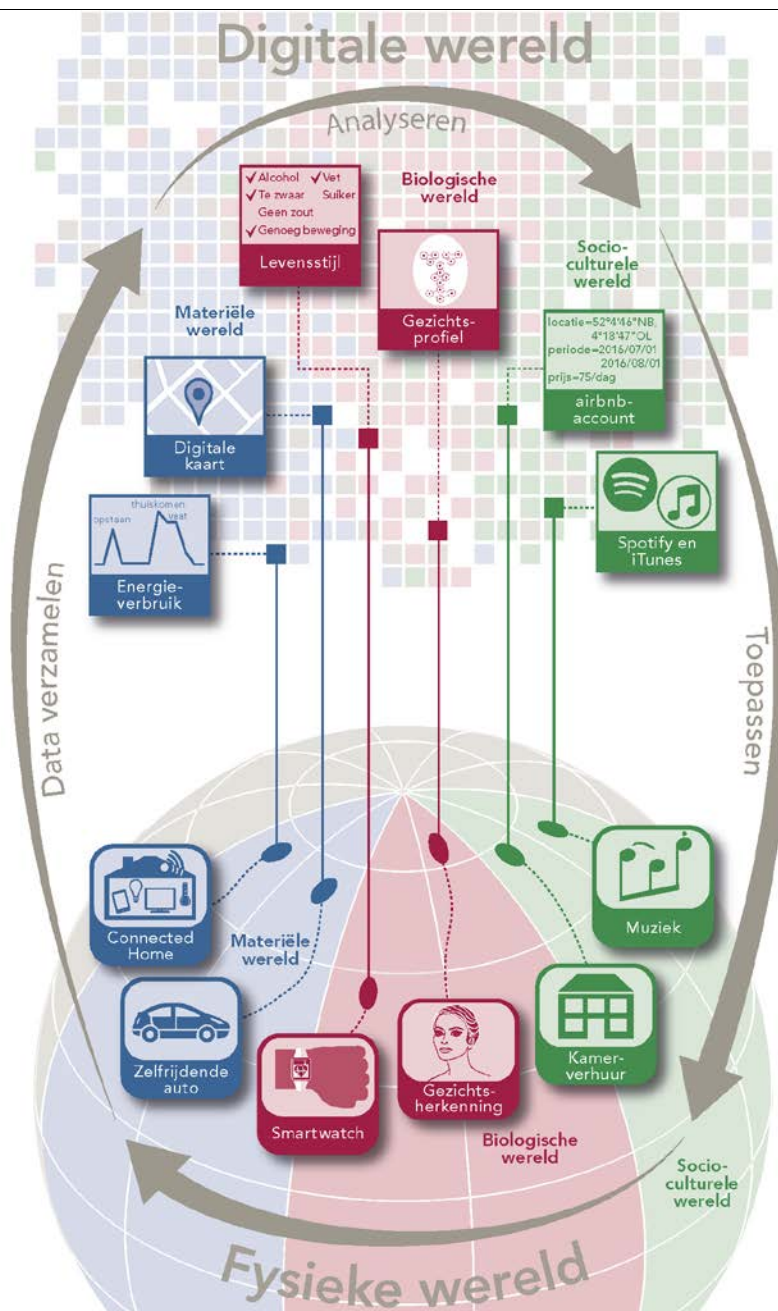 Digitale wereld
Analyseren
✓ Alcohol ✓ Vet
✓ Te zwaar Suiker
Geen zout
✓ Genoeg beweging
Levensstijl
Biologische
wereld
Gezichts-
profiel
Socio-
culturele
wereld
locatie=52°4'46"NB,
4°18'47"OL
periode=2016/07/01
2016/08/01
prijs=75/dag
airbnb-
account
Materiële
wereld
Digitale
kaart
Spotify en
iTunes
thuiskomen
opstaan
Energie-
verbruik
Data verzamelen
Toepassen
Connected
Home
Materiële
wereld
Zelfrijdende
auto
Smartwatch
Gezichts-
herkenning
Biologische
wereld
Kamer-
verhuur
Muziek
Socio-
culturele
wereld
Fysieke wereld